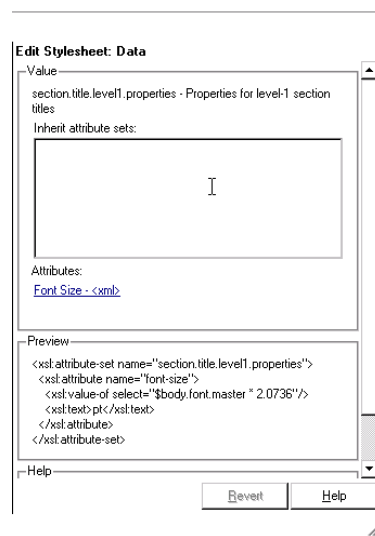 Edit Stylesheet: Data
Value
section.title.level1.properties - Properties for level-1 section
titles
Inherit attribute sets:
Attributes:
Font Size - <xml>
Preview
<xsl:attribute-set name="section.title.level1.properties">
<xsl:attribute name="font-size">
<xsl:value-of select="$body.font.master * 2.0736"/>
<xsl:text>pt</xsl:text>
</xsl:attribute>
</xsl:attribute-set>
Help
Revert Help